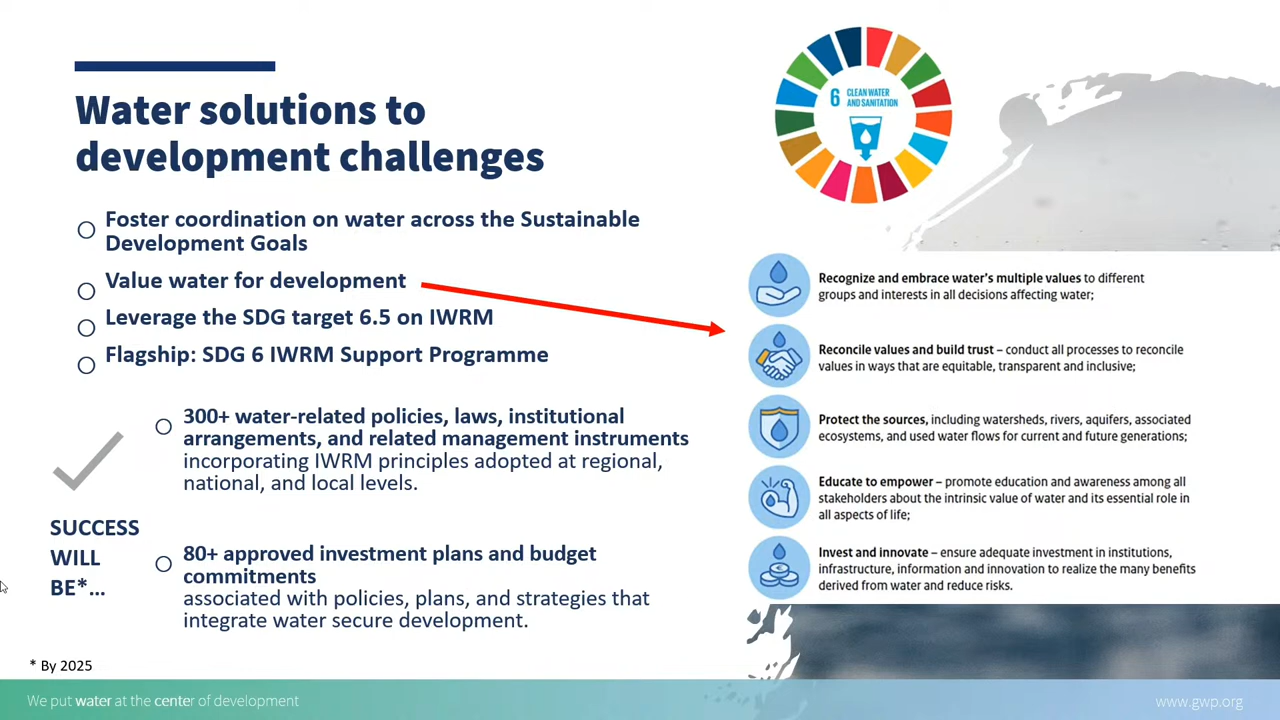 Water solutions to
development challenges
Foster coordination on water across the Sustainable
Development Goals
Value water for development
Leverage the SDG target 6.5 on IWRM
Flagship: SDG 6 IWRM Support Programme
300+ water-related policies, laws, institutional
arrangements, and related management instruments
incorporating IWRM principles adopted at regional,
national, and local levels.
SUCCESS
WILL
BE*...
80+ approved investment plans and budget
commitments
associated with policies, plans, and strategies that
integrate water secure development.
* By 2025
6 CLEAN WATER
AND SANITATION
Recognize and embrace water's multiple values to different
groups and interests in all decisions affecting water;
Reconcile values and build trust – conduct all processes to reconcile
values in ways that are equitable, transparent and inclusive;
Protect the sources, including watersheds, rivers, aquifers, associated
ecosystems, and used water flows for current and future generations;
Educate to empower – promote education and awareness among all
stakeholders about the intrinsic value of water and its essential role in
all aspects of life;
Invest and innovate – ensure adequate investment in institutions,
infrastructure, information and innovation to realize the many benefits
derived from water and reduce risks.
We put water at the center of development
www.gwp.org